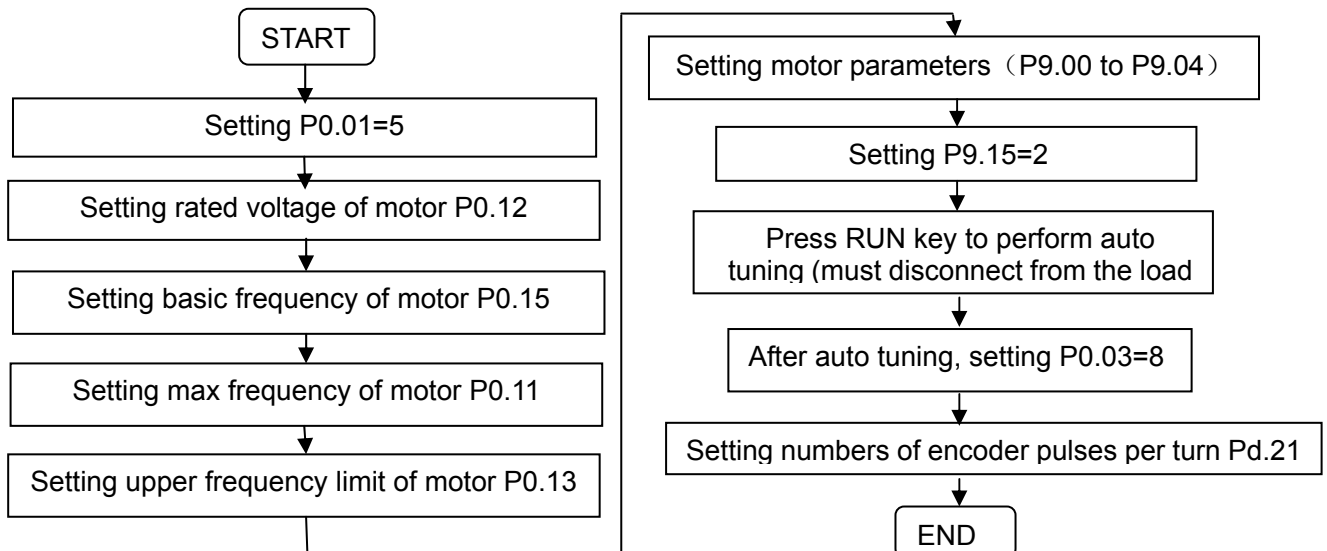 START
Setting P0.01=5
Setting rated voltage of motor P0.12
Setting basic frequency of motor P0.15
Setting max frequency of motor P0.11
Setting upper frequency limit of motor P0.13
Setting motor parameters（P9.00 to P9.04）
Setting P9.15=2
Press RUN key to perform auto
tuning (must disconnect from the load
After auto tuning, setting P0.03=8
Setting numbers of encoder pulses per turn Pd.21
END